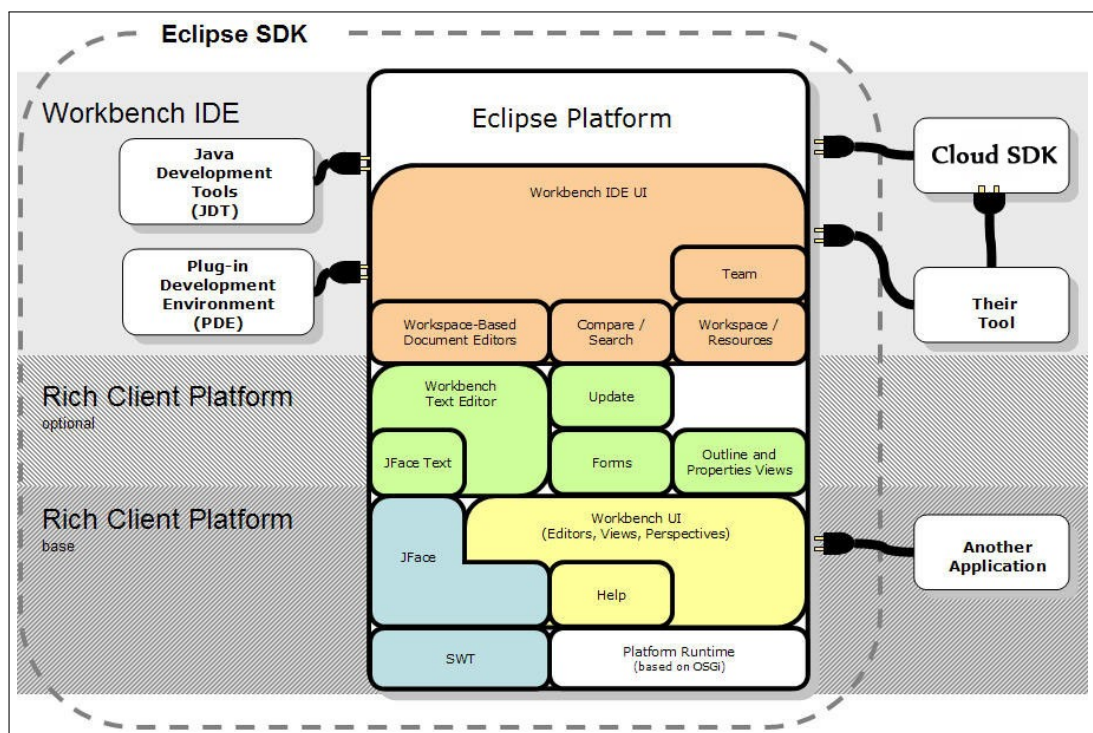 Eclipse SDK
Workbench IDE
Eclipse Platform
Java
Development
Tools
(JDT)
Cloud SDK
Workbench IDE UI
Plug-in
Development
Environment
(PDE)
Team
Their
Tool
Workspace-Based
Document Editors
Compare /
Search
Workspace /
Resources
Rich Client Platform
optional
Workbench
Text Editor
Update
JFace Text
Forms
Outline and
Properties Views
Rich Client Platform
base
Workbench UI
(Editors, Views, Perspectives)
JFace
Another
Application
Help
SWT
Platform Runtime
(based on OSGi)